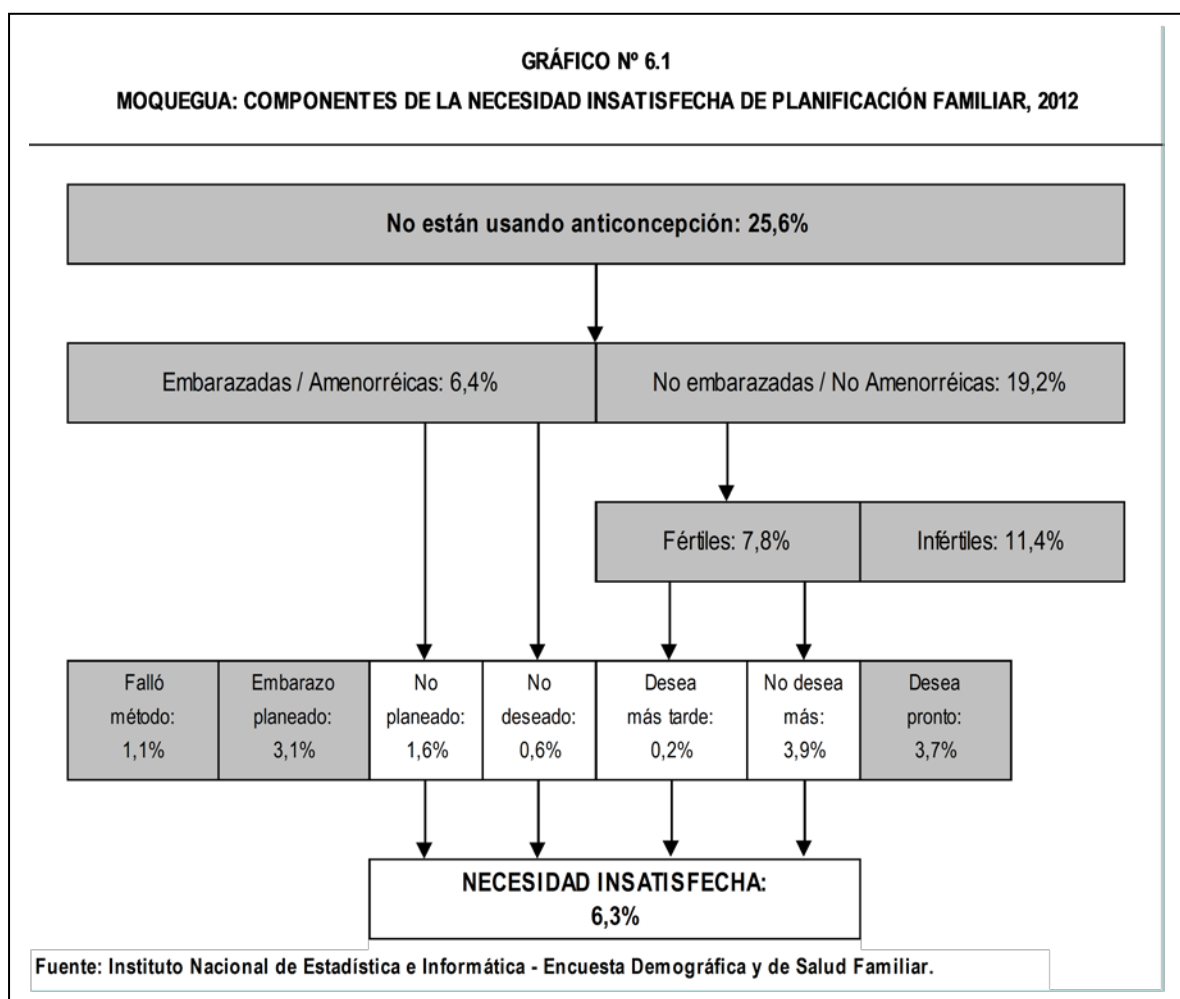 GRÁFICO Nº 6.1
MOQUEGUA: COMPONENTES DE LA NECESIDAD INSATISFECHA DE PLANIFICACIÓN FAMILIAR, 2012
No están usando anticoncepción: 25,6%
Embarazadas / Amenorréicas: 6,4%
No embarazadas / No Amenorréicas: 19,2%
Fértiles: 7,8%
Infértiles: 11,4%
Falló
método:
1,1%
Embarazo
planeado:
3,1%
No
planeado:
1,6%
No
deseado:
0,6%
Desea
más tarde:
0,2%
No desea
más:
3,9%
Desea
pronto:
3,7%
NECESIDAD INSATISFECHA:
6,3%
Fuente: Instituto Nacional de Estadística e Informática - Encuesta Demográfica y de Salud Familiar.